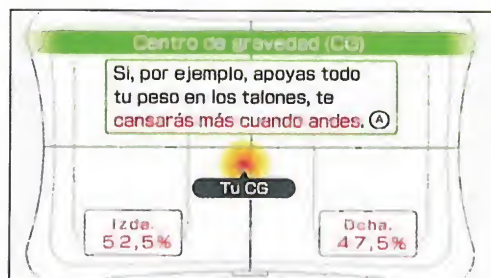 Centro de gravedad (CG)
Si, por ejemplo, apoyas todo
tu peso en los talones, te
cansarás más cuando andes. Ⓐ
Tu CG
Izda.
52,5%
Dcha.
47,5%